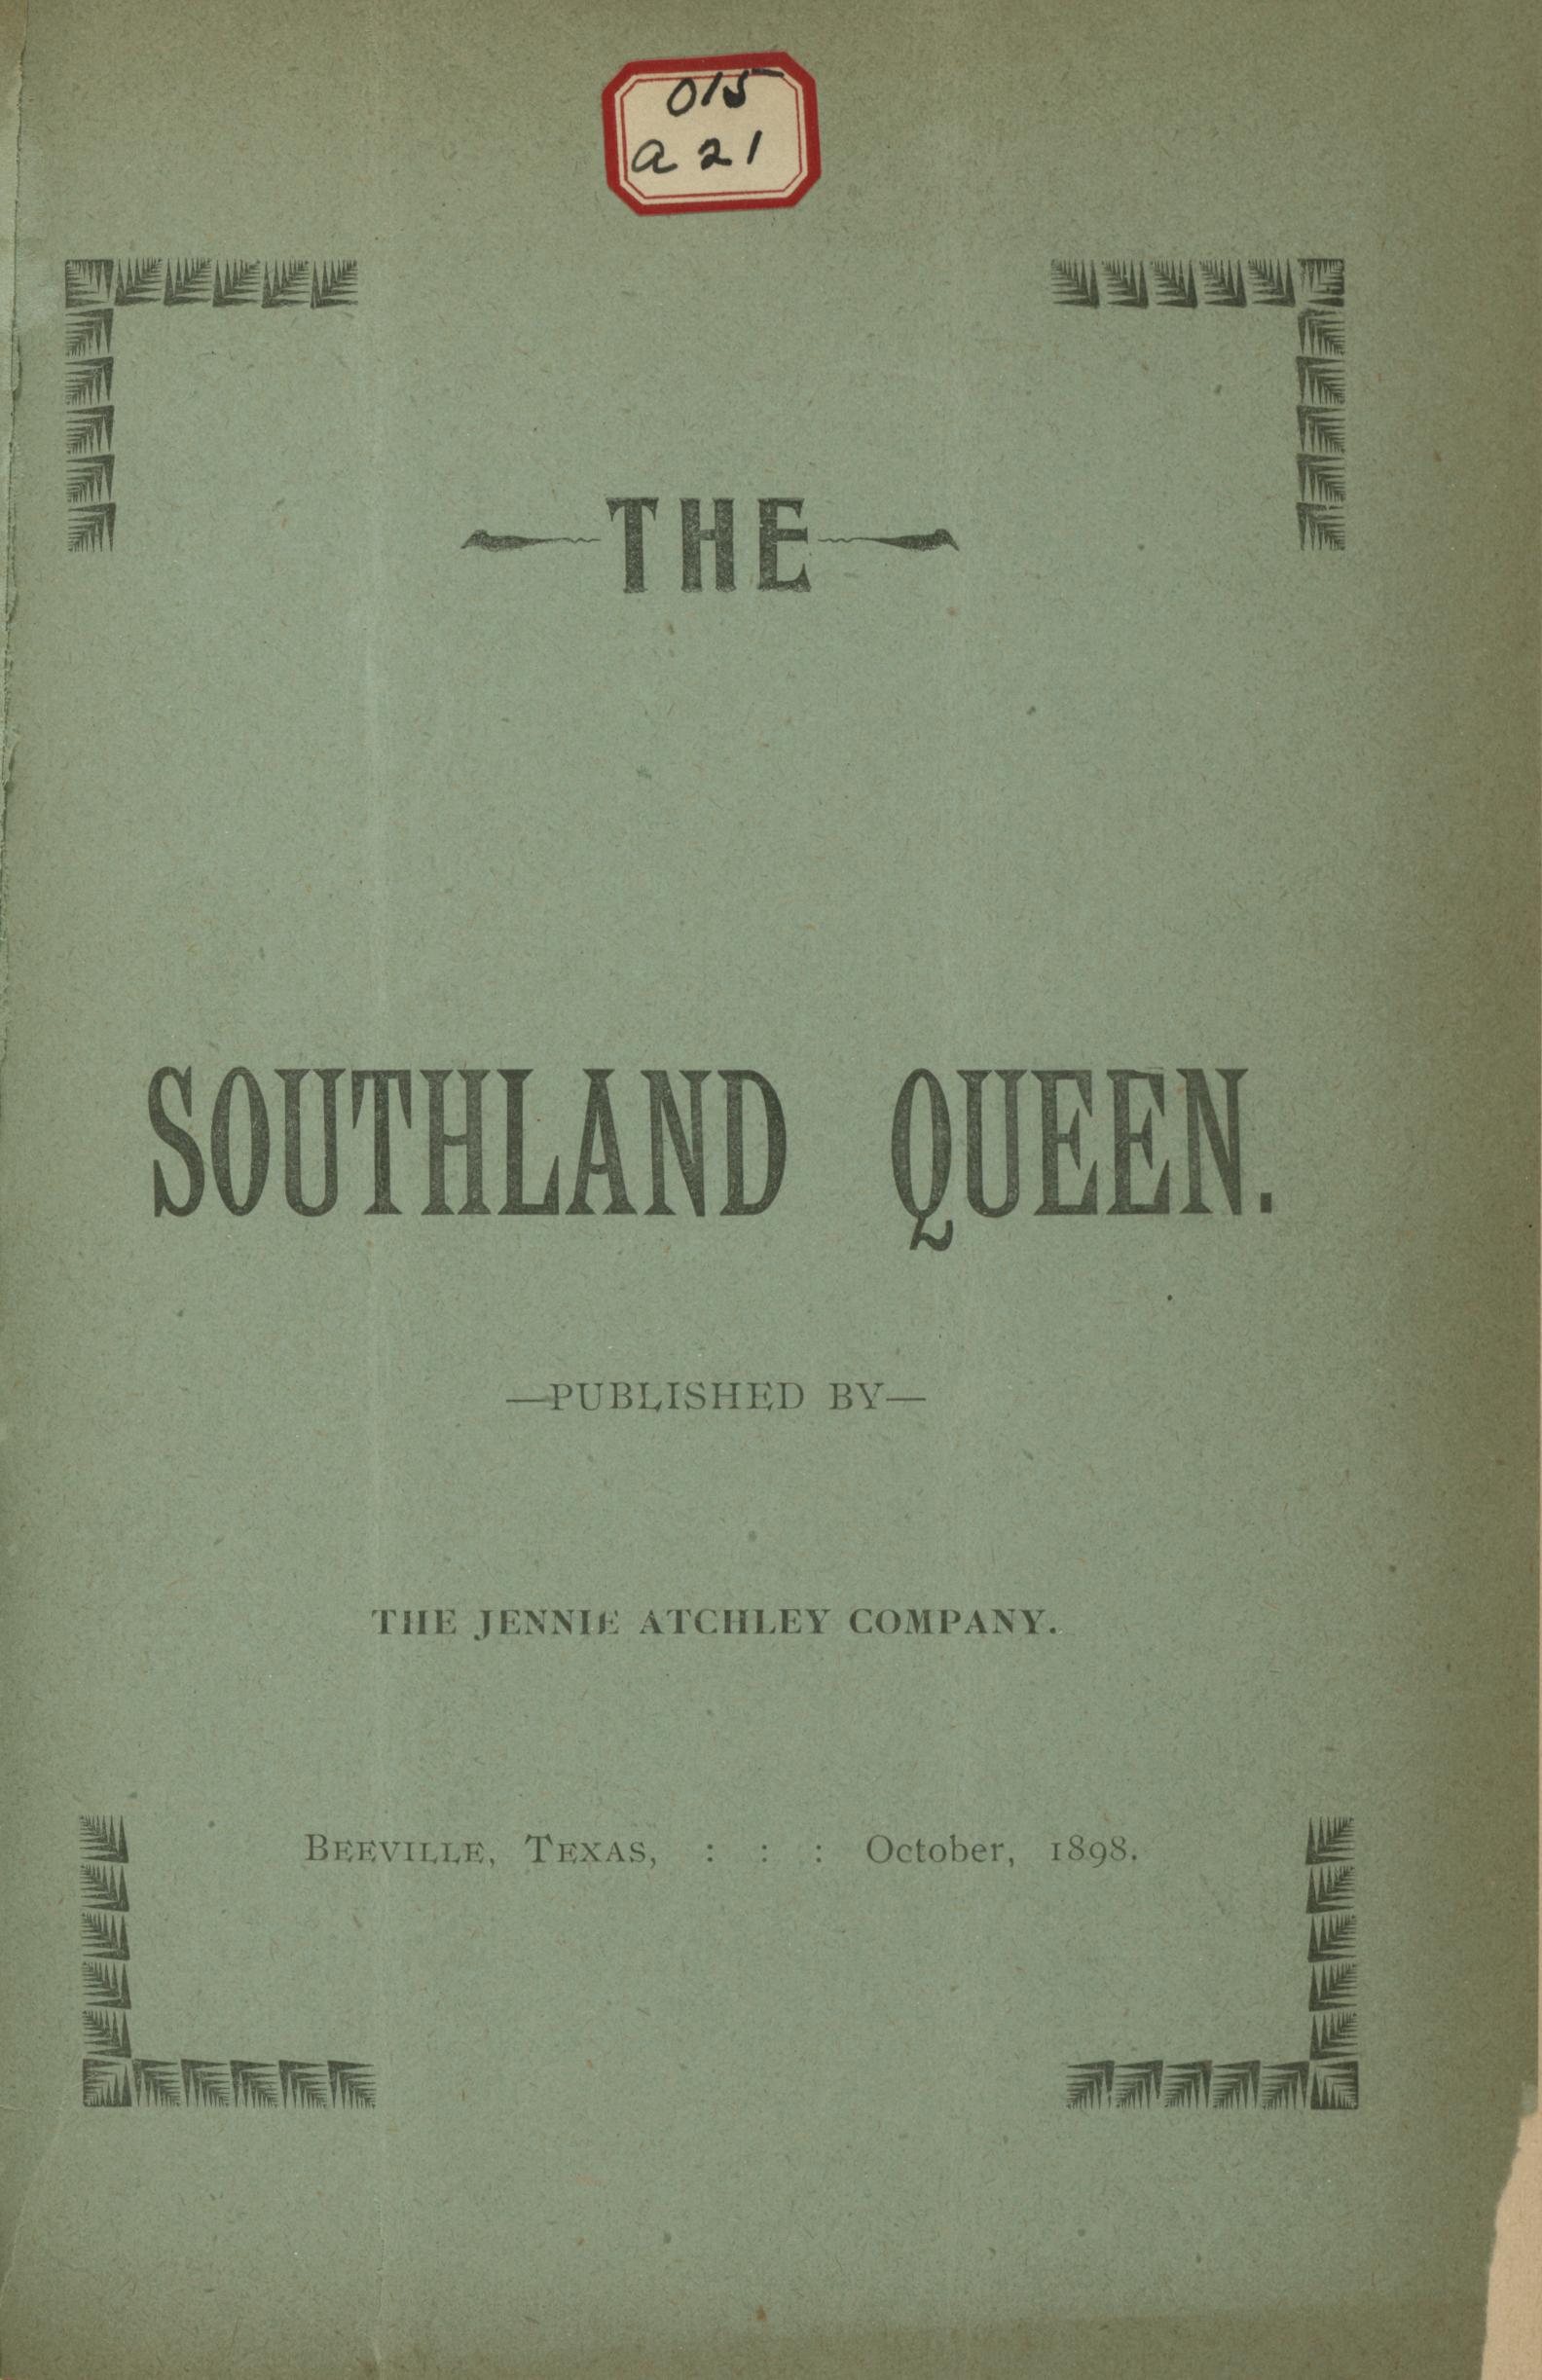 015
a 21
THE
SOUTHLAND QUEEN.
—PUBLISHED BY—
THE JENNIE ATCHLEY COMPANY.
BEEVILLE, TEXAS, : : : October, 1898.